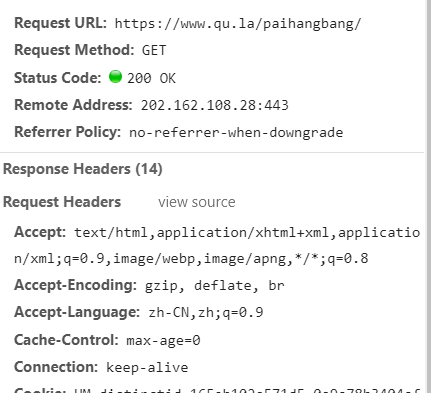 Request URL: https://www.qu.la/paihangbang/
Request Method: GET
Status Code: 200 OK
Remote Address: 202.162.108.28:443
Referrer Policy: no-referrer-when-downgrade
Response Headers (14)
Request Headers view source
Accept: text/html,application/xhtml+xml,applicatio
n/xml;q=0.9,image/webp,image/apng,*/*;q=0.8
Accept-Encoding: gzip, deflate, br
Accept-Language: zh-CN,zh;q=0.9
Cache-Control: max-age=0
Connection: keep-alive
Cookie: